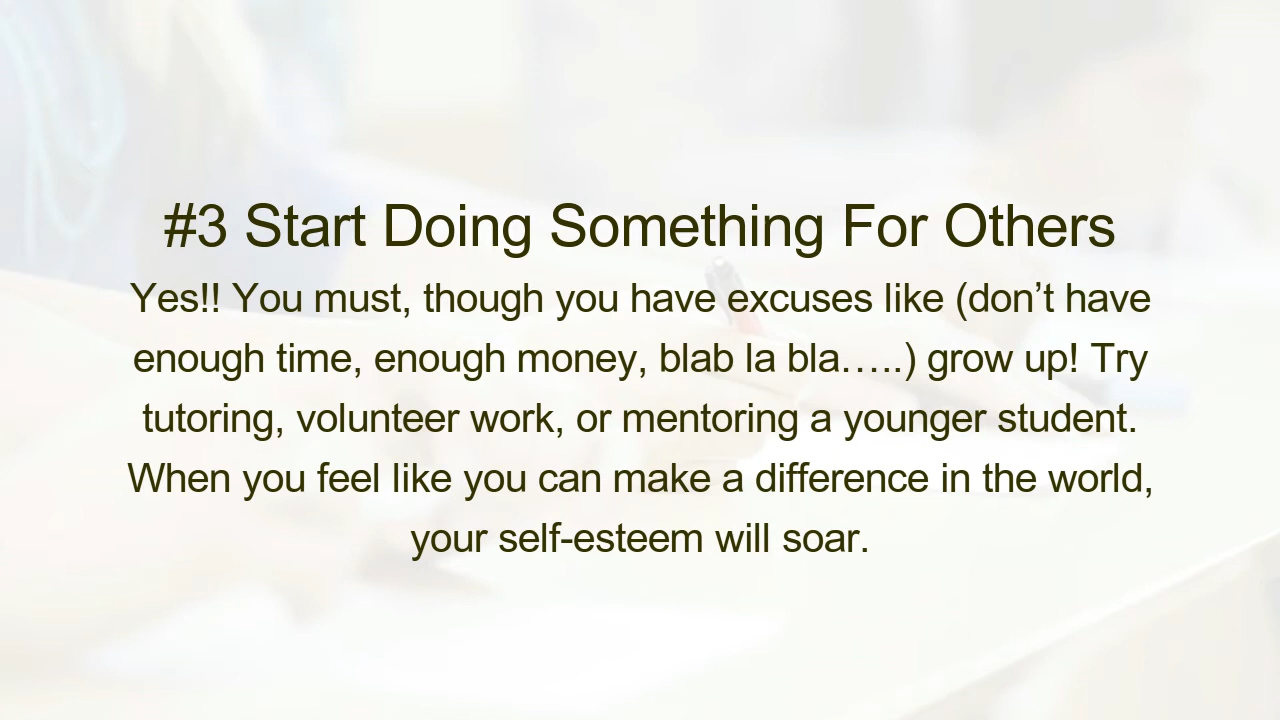 #3 Start Doing Something For Others
Yes!! You must, though you have excuses like (don’t have
enough time, enough money, blab la bla…..) grow up! Try
tutoring, volunteer work, or mentoring a younger student.
When you feel like you can make a difference in the world,
your self-esteem will soar.